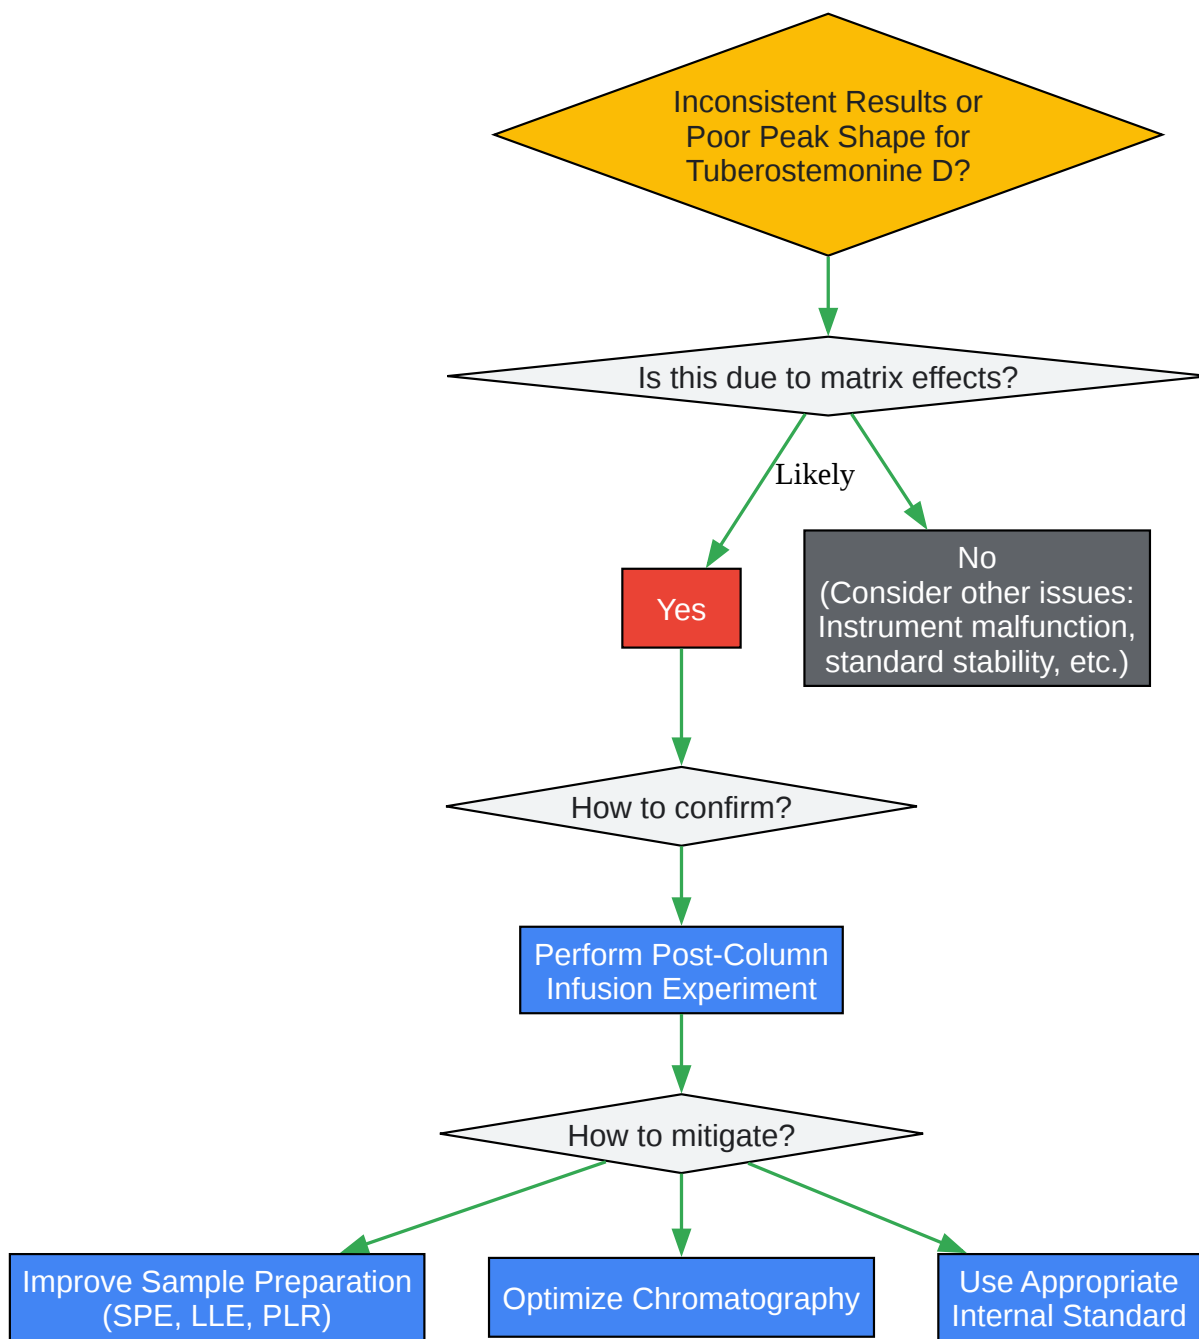 Inconsistent Results or
Poor Peak Shape for
Tuberostemonine D?
Is this due to matrix effects?
Likely
Yes
No
(Consider other issues:
Instrument malfunction,
standard stability, etc.)
How to confirm?
Perform Post-Column
Infusion Experiment
How to mitigate?
Improve Sample Preparation
(SPE, LLE, PLR)
Optimize Chromatography
Use Appropriate
Internal Standard